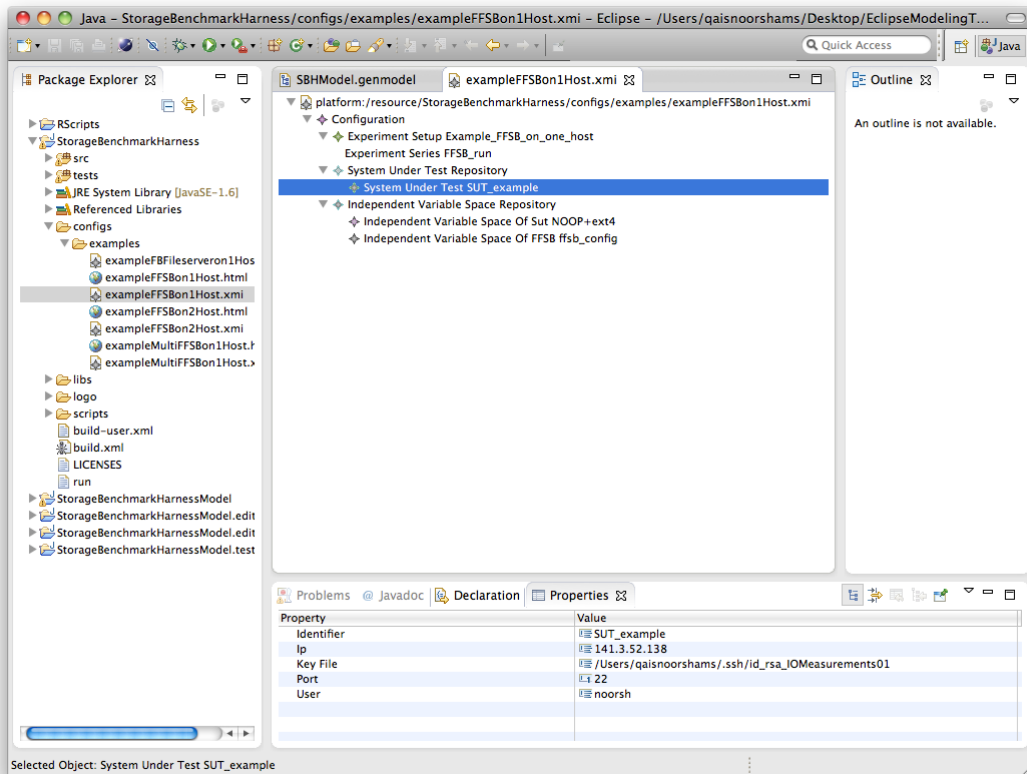 Java – StorageBenchmarkHarness/configs/examples/exampleFFSBon1Host.xmi – Eclipse – /Users/qaisnoorshams/Desktop/EclipseModelingT...
Quick Access
Java
Package Explorer
RScripts
StorageBenchmarkHarness
src
tests
JRE System Library [JavaSE-1.6]
Referenced Libraries
configs
examples
exampleFBFileserveron1Hos
exampleFFSBon1Host.html
exampleFFSBon1Host.xmi
exampleFFSBon2Host.html
exampleFFSBon2Host.xmi
exampleMultiFFSBon1Host.h
exampleMultiFFSBon1Host.x
libs
logo
scripts
build-user.xml
build.xml
LICENSES
run
StorageBenchmarkHarnessModel
StorageBenchmarkHarnessModel.edit
StorageBenchmarkHarnessModel.edit
StorageBenchmarkHarnessModel.test
SBHModel.genmodel
exampleFFSBon1Host.xmi
platform:/resource/StorageBenchmarkHarness/configs/examples/exampleFFSBon1Host.xmi
Configuration
Experiment Setup Example_FFSB_on_one_host
Experiment Series FFSB_run
System Under Test Repository
System Under Test SUT_example
Independent Variable Space Repository
Independent Variable Space Of Sut NOOP+ext4
Independent Variable Space Of FFSB ffsb_config
Outline
An outline is not available.
Problems @ Javadoc Declaration Properties
Property Value
Identifier SUT_example
Ip 141.3.52.138
Key File /Users/qaisnoorshams/.ssh/id_rsa_IOMeasurements01
Port 22
User noorsh
Selected Object: System Under Test SUT_example